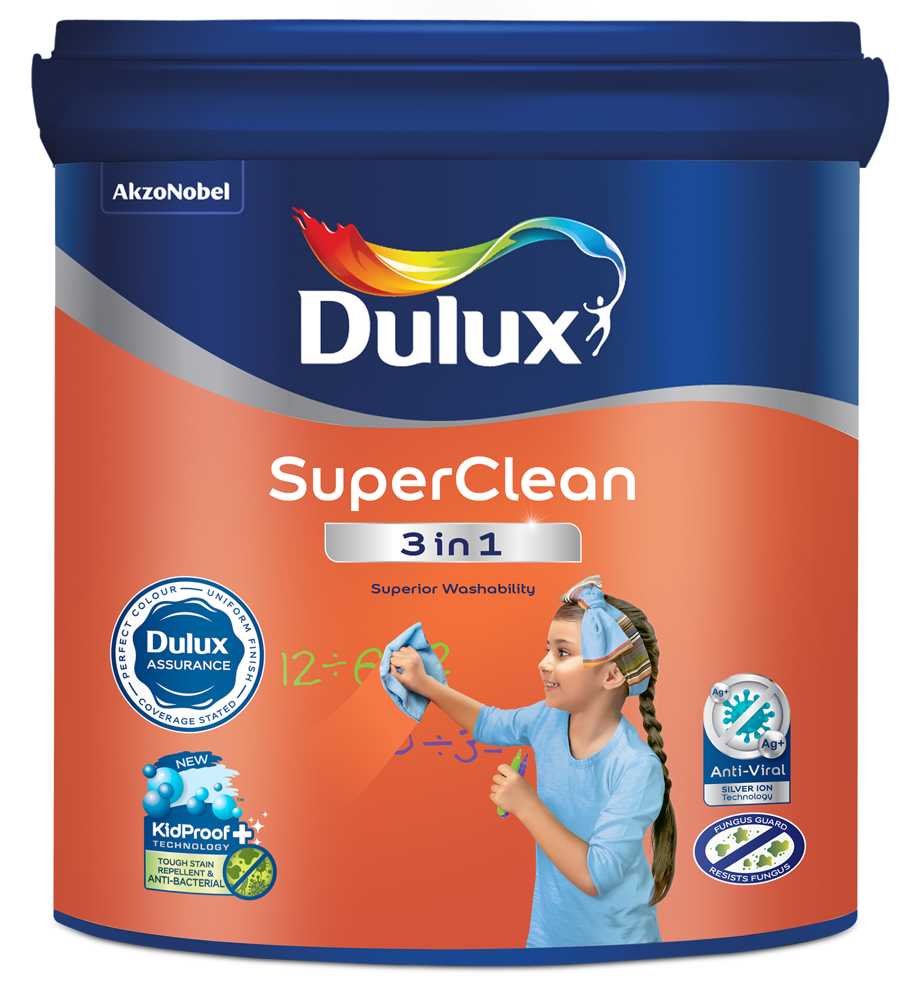 AkzoNobel
Dulux
SuperClean
3 in 1
Superior Washability
PERFECT COLOUR — UNIFORM FINISH — COVERAGE STATED —
Dulux
ASSURANCE
12÷6
2
÷3-
NEW
KidProof+
TM
TECHNOLOGY
TOUGH STAIN
REPELLENT &
ANTI-BACTERIAL
Ag+
Ag+
Anti-Viral
SILVER ION
Technology
FUNGUS GUARD
RESISTS FUNGUS